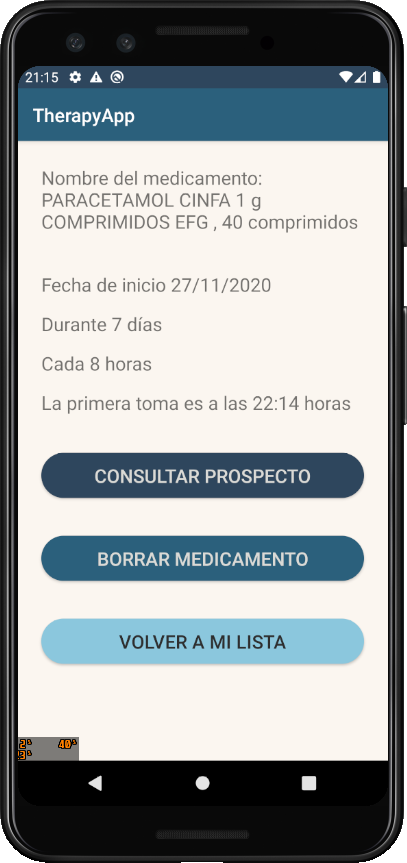 21:15
TherapyApp
Nombre del medicamento:
PARACETAMOL CINFA 1 g
COMPRIMIDOS EFG , 40 comprimidos
Fecha de inicio 27/11/2020
Durante 7 días
Cada 8 horas
La primera toma es a las 22:14 horas
CONSULTAR PROSPECTO
BORRAR MEDICAMENTO
VOLVER A MI LISTA